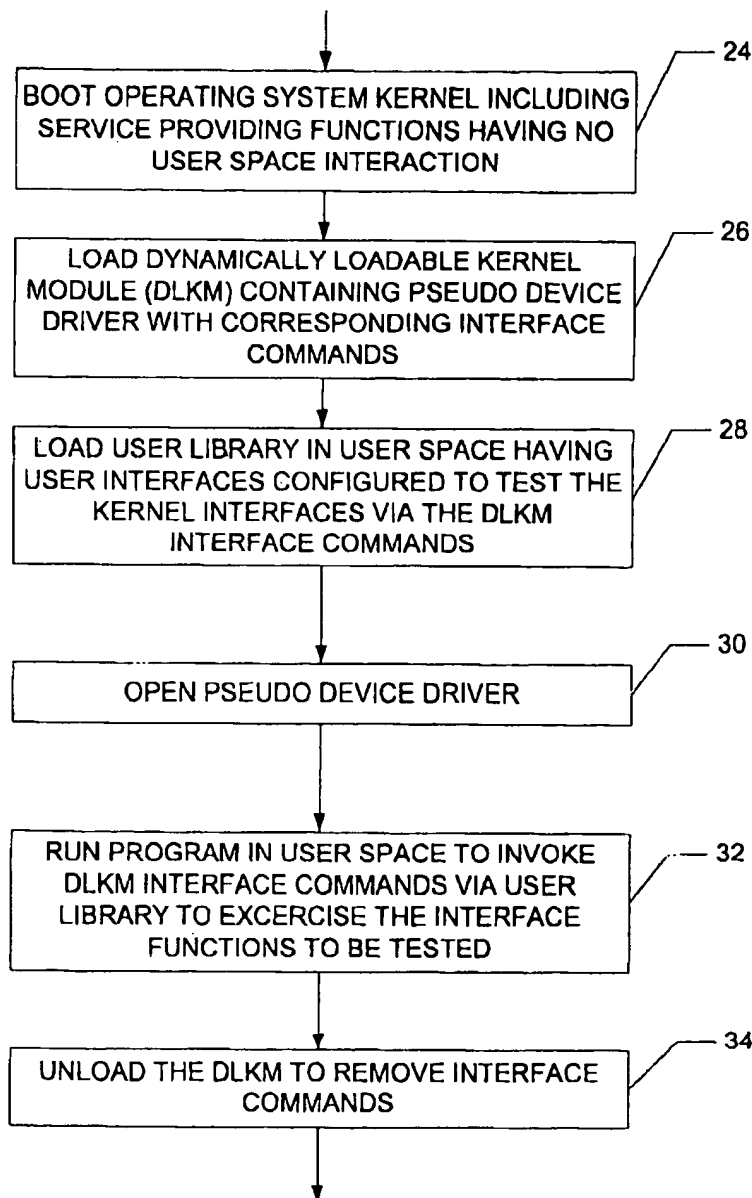 24
BOOT OPERATING SYSTEM KERNEL INCLUDING
SERVICE PROVIDING FUNCTIONS HAVING NO
USER SPACE INTERACTION
26
LOAD DYNAMICALLY LOADABLE KERNEL
MODULE (DLKM) CONTAINING PSEUDO DEVICE
DRIVER WITH CORRESPONDING INTERFACE
COMMANDS
28
LOAD USER LIBRARY IN USER SPACE HAVING
USER INTERFACES CONFIGURED TO TEST THE
KERNEL INTERFACES VIA THE DLKM
INTERFACE COMMANDS
30
OPEN PSEUDO DEVICE DRIVER
32
RUN PROGRAM IN USER SPACE TO INVOKE
DLKM INTERFACE COMMANDS VIA USER
LIBRARY TO EXCERCISE THE INTERFACE
FUNCTIONS TO BE TESTED
34
UNLOAD THE DLKM TO REMOVE INTERFACE
COMMANDS